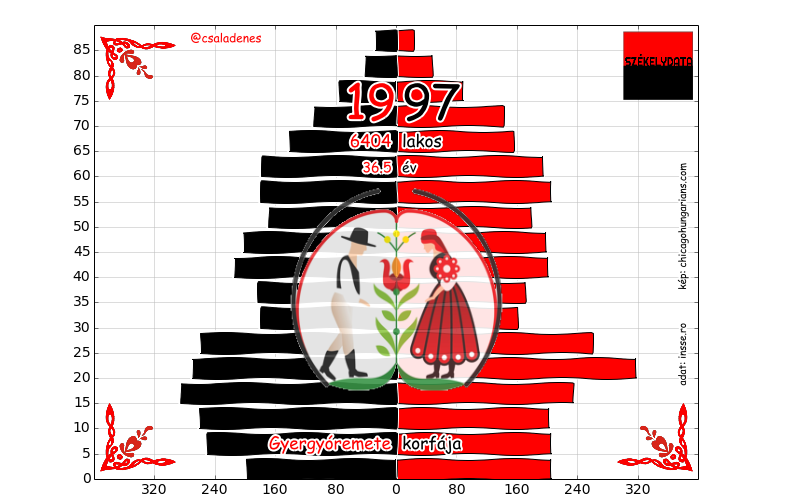 @csaladenes
SZÉKELYDATA
1997
6404 lakos
36.5 év
kép: chicagohungarians.com
adat: insse.ro
Gyergyóremete korfája
85
80
75
70
65
60
55
50
45
40
35
30
25
20
15
10
5
0
320 240 160 80 0 80 160 240 320